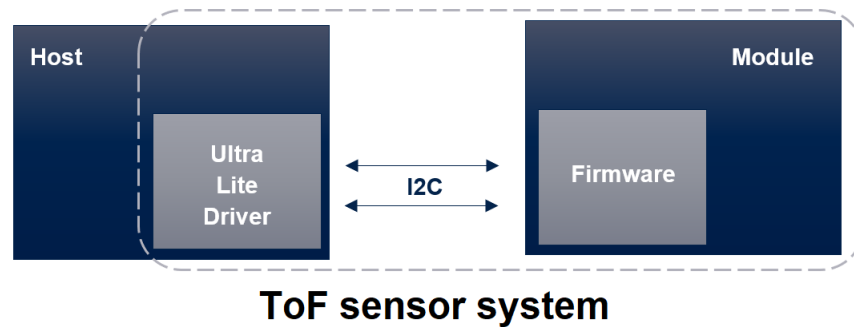 Host
Module
Ultra
Lite
Driver
I2C
Firmware
ToF sensor system